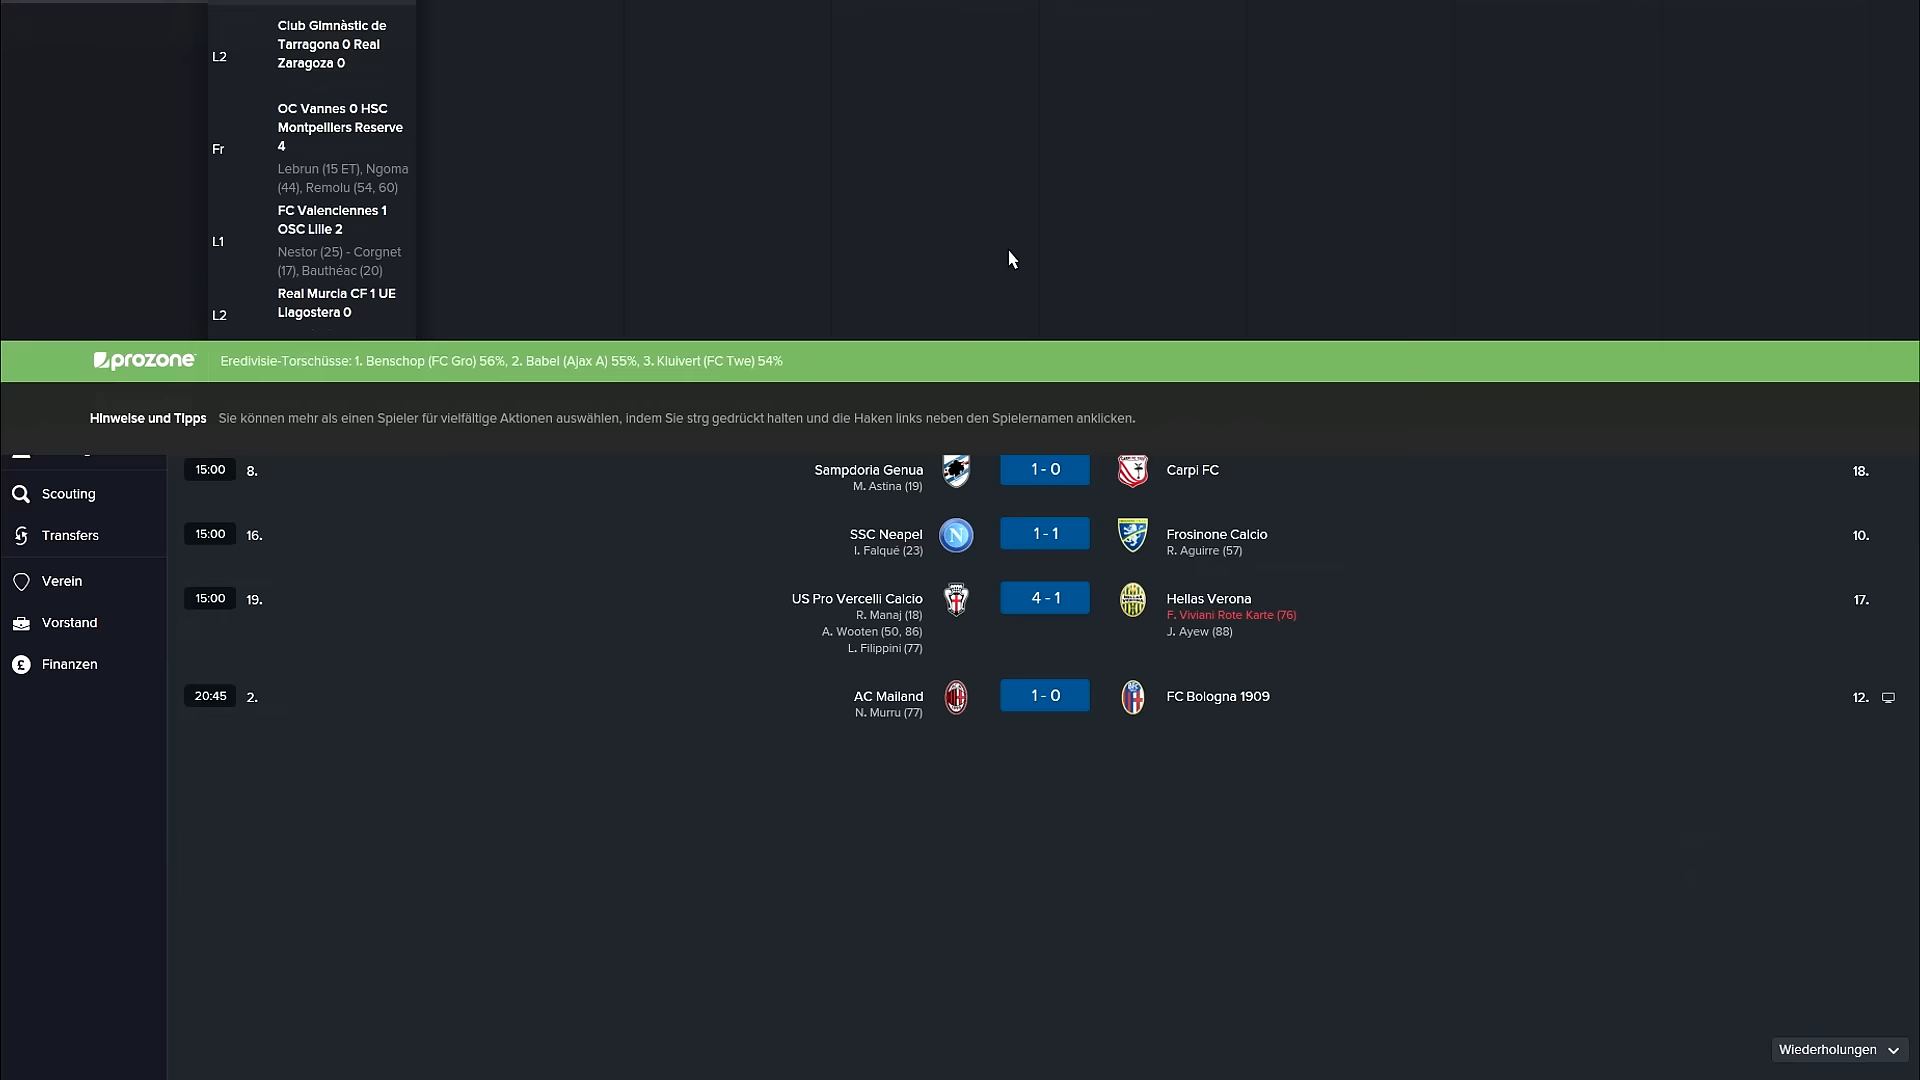 L2
Club Gimnàstic de
Tarragona 0 Real
Zaragoza 0
Fr
OC Vannes 0 HSC
Montpelliers Reserve
4
Lebrun (15 ET), Ngoma
(44), Remolu (54, 60)
L1
FC Valenciennes 1
OSC Lille 2
Nestor (25) - Corgnet
(17), Bauthéac (20)
L2
Real Murcia CF 1 UE
Llagostera 0
prozone
Eredivisie-Torschüsse: 1. Benschop (FC Gro) 56%, 2. Babel (Ajax A) 55%, 3. Kluivert (FC Twe) 54%
Hinweise und Tipps Sie können mehr als einen Spieler für vielfältige Aktionen auswählen, indem Sie strg gedrückt halten und die Haken links neben den Spielernamen anklicken.
Scouting
Transfers
Verein
Vorstand
Finanzen
15:00 8. Sampdoria Genua 1 - 0 Carpi FC 18.
M. Astina (19)
15:00 16. SSC Neapel N 1 - 1 Frosinone Calcio 10.
I. Falqué (23) R. Aguirre (57)
15:00 19. US Pro Vercelli Calcio 4 - 1 Hellas Verona 17.
R. Manaj (18) F. Viviani Rote Karte (76)
A. Wooten (50, 86) J. Ayew (88)
L. Filippini (77)
20:45 2. AC Mailand 1 - 0 FC Bologna 1909 12.
N. Murru (77)
Wiederholungen